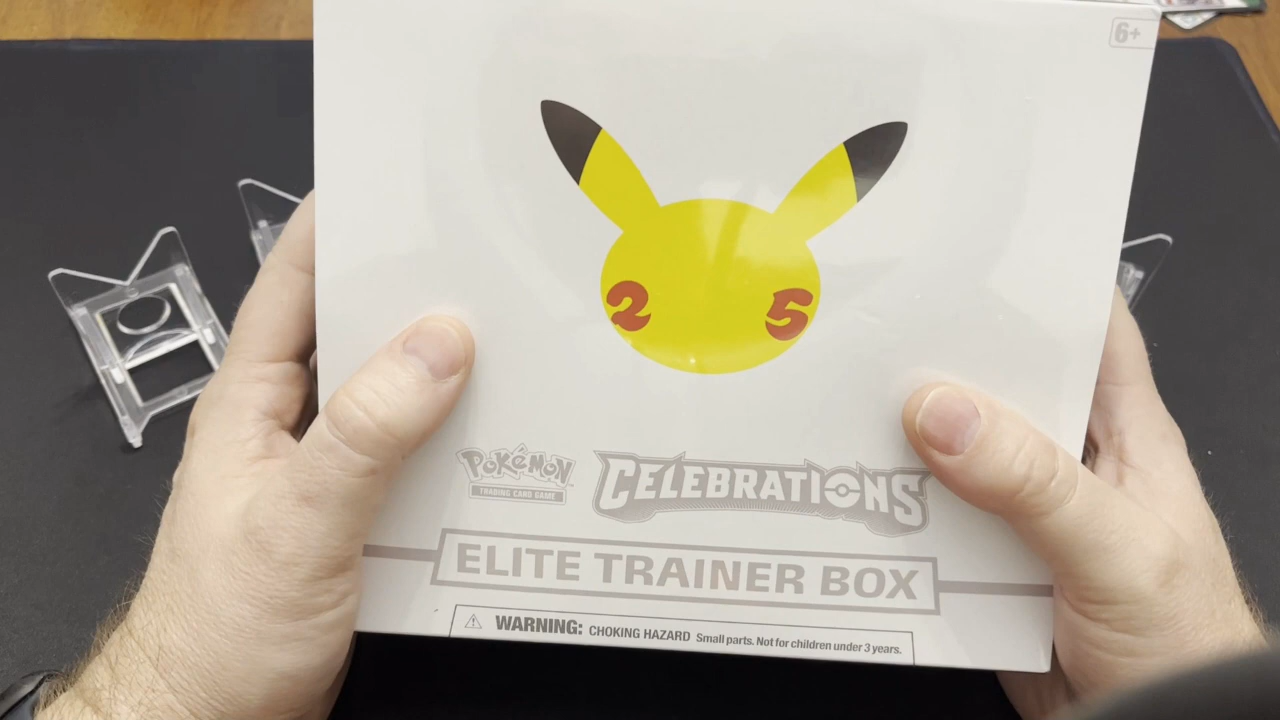 6+
2 5
Pokémon
TRADING CARD GAME
CELEBRATIONS
ELITE TRAINER BOX
WARNING: CHOKING HAZARD Small parts. Not for children under 3 years.